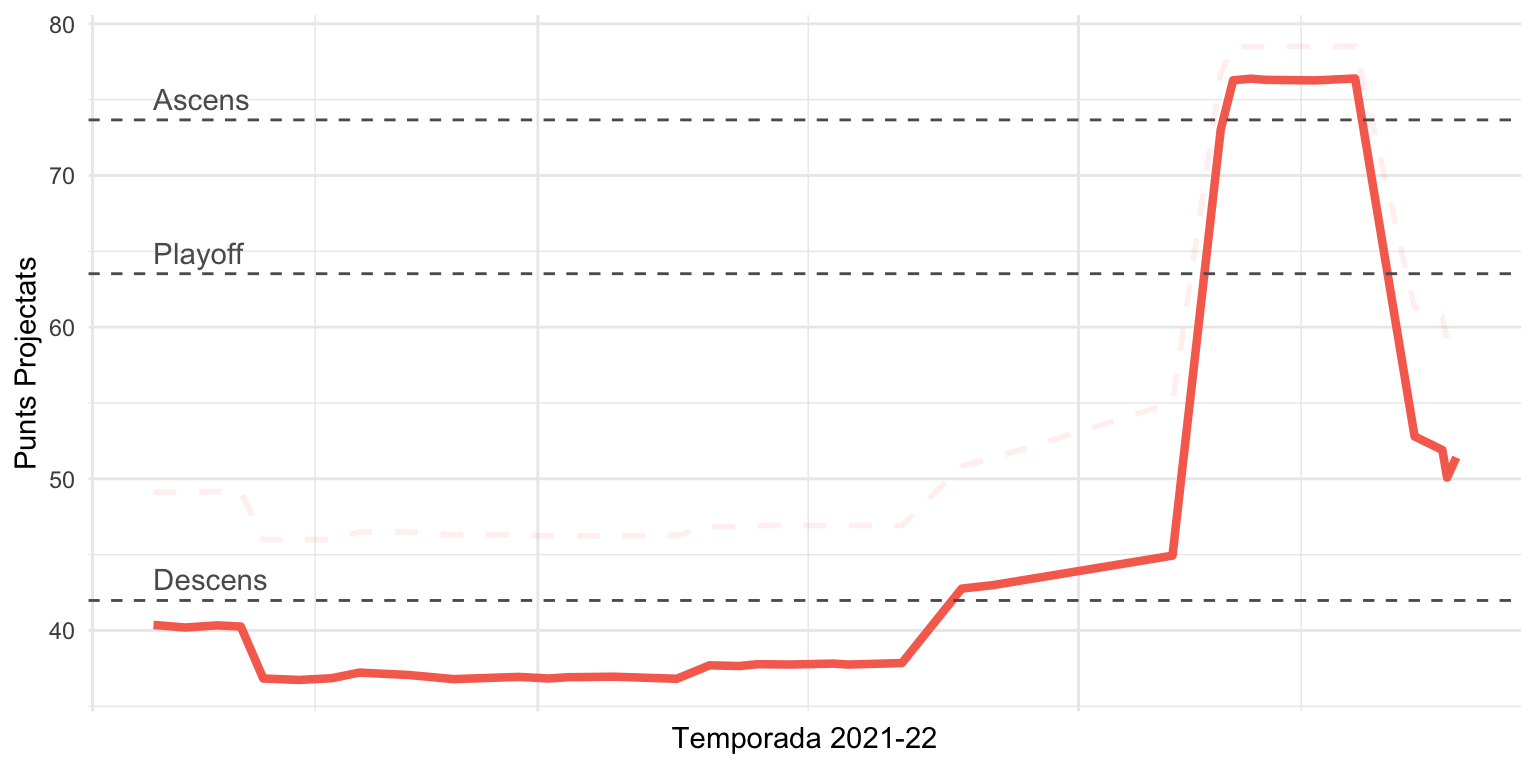 80
Ascens
70
Playoff
60
Punts Projectats
50
Descens
40
Temporada 2021-22